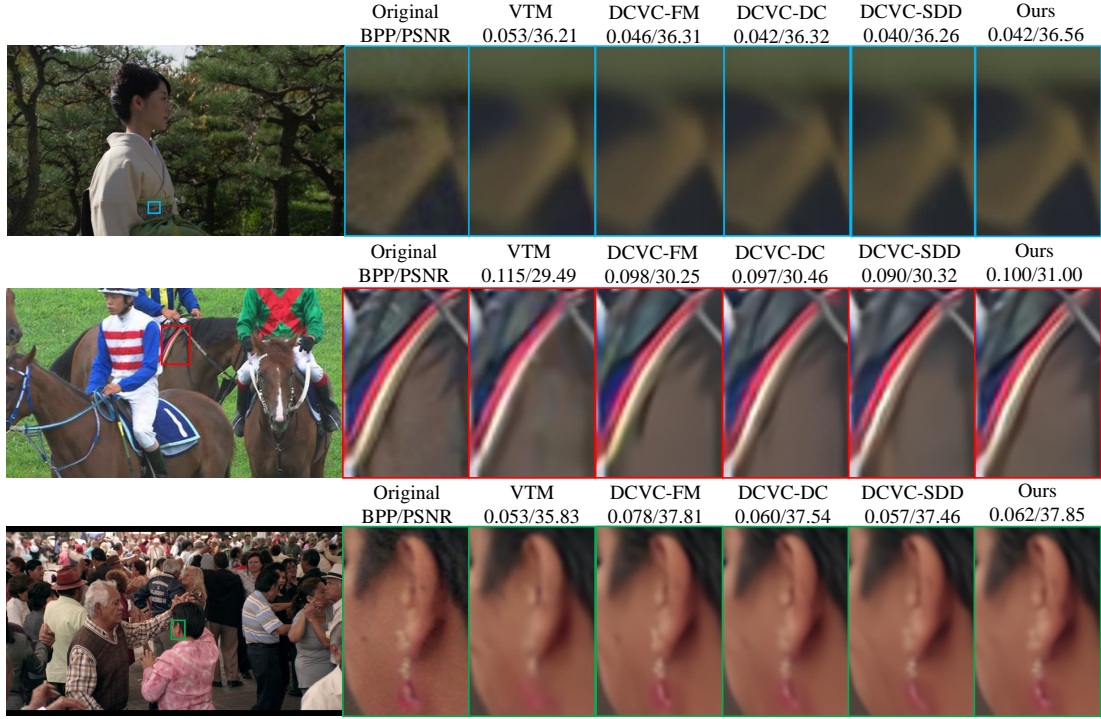 Original VTM DCVC-FM DCVC-DC DCVC-SDD Ours
BPP/PSNR 0.053/36.21 0.046/36.31 0.042/36.32 0.040/36.26 0.042/36.56
Original VTM DCVC-FM DCVC-DC DCVC-SDD Ours
BPP/PSNR 0.115/29.49 0.098/30.25 0.097/30.46 0.090/30.32 0.100/31.00
1
Original VTM DCVC-FM DCVC-DC DCVC-SDD Ours
BPP/PSNR 0.053/35.83 0.078/37.81 0.060/37.54 0.057/37.46 0.062/37.85